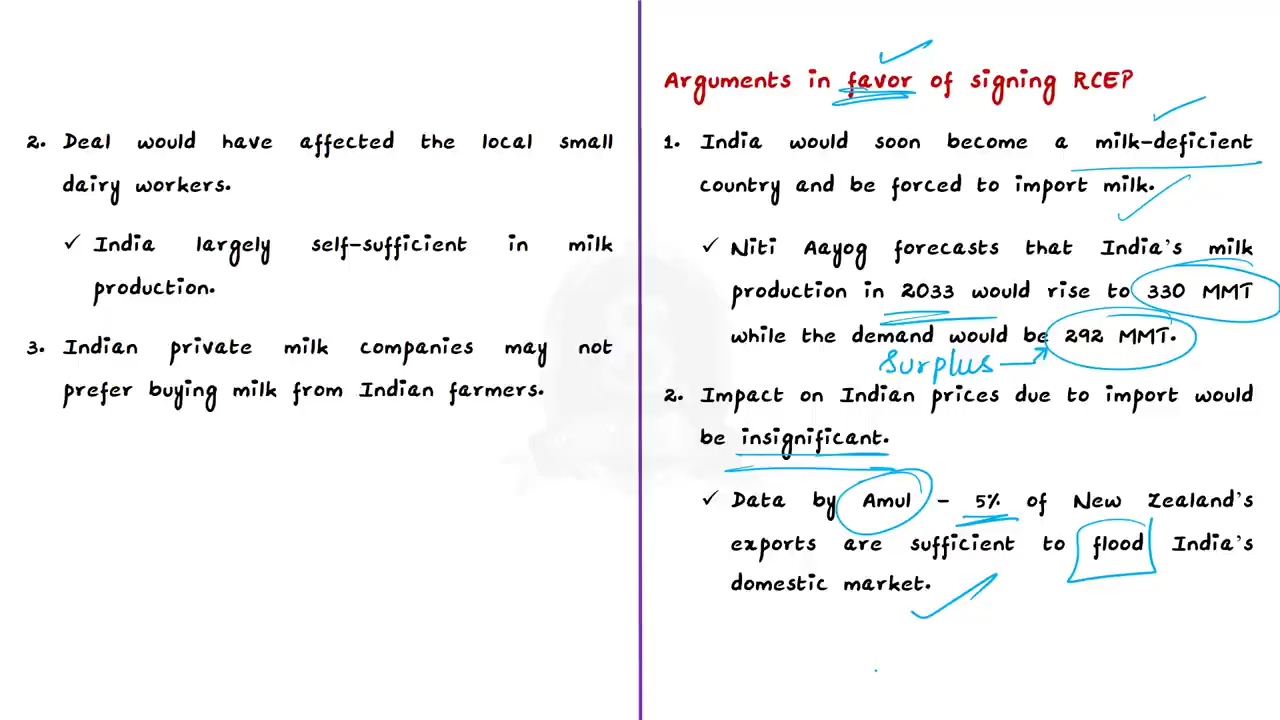 2. Deal would have affected the local small
dairy workers.
✓ India largely self-sufficient in milk
production.
3. Indian private milk companies may not
prefer buying milk from Indian farmers.
Arguments in favor of signing RCEP
1. India would soon become a milk-deficient
country and be forced to import milk.
✓ Niti Aayog forecasts that India's milk
production in 2033 would rise to 330 MMT
while the demand would be 292 MMT.
Surplus
2. Impact on Indian prices due to import would
be insignificant.
✓ Data by Amul - 5% of New Zealand's
exports are sufficient to flood India's
domestic market.